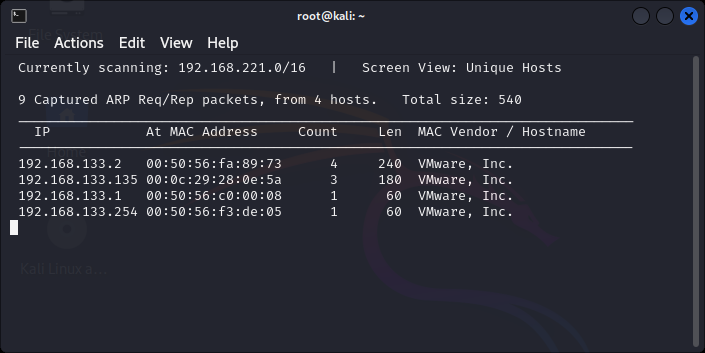 root@kali: ~
File Actions Edit View Help
Currently scanning: 192.168.221.0/16 | Screen View: Unique Hosts
9 Captured ARP Req/Rep packets, from 4 hosts. Total size: 540
IP At MAC Address Count Len MAC Vendor / Hostname
192.168.133.2 00:50:56:fa:89:73 4 240 VMware, Inc.
192.168.133.135 00:0c:29:28:0e:5a 3 180 VMware, Inc.
192.168.133.1 00:50:56:c0:00:08 1 60 VMware, Inc.
192.168.133.254 00:50:56:f3:de:05 1 60 VMware, Inc.
Home
Kali Linux a...